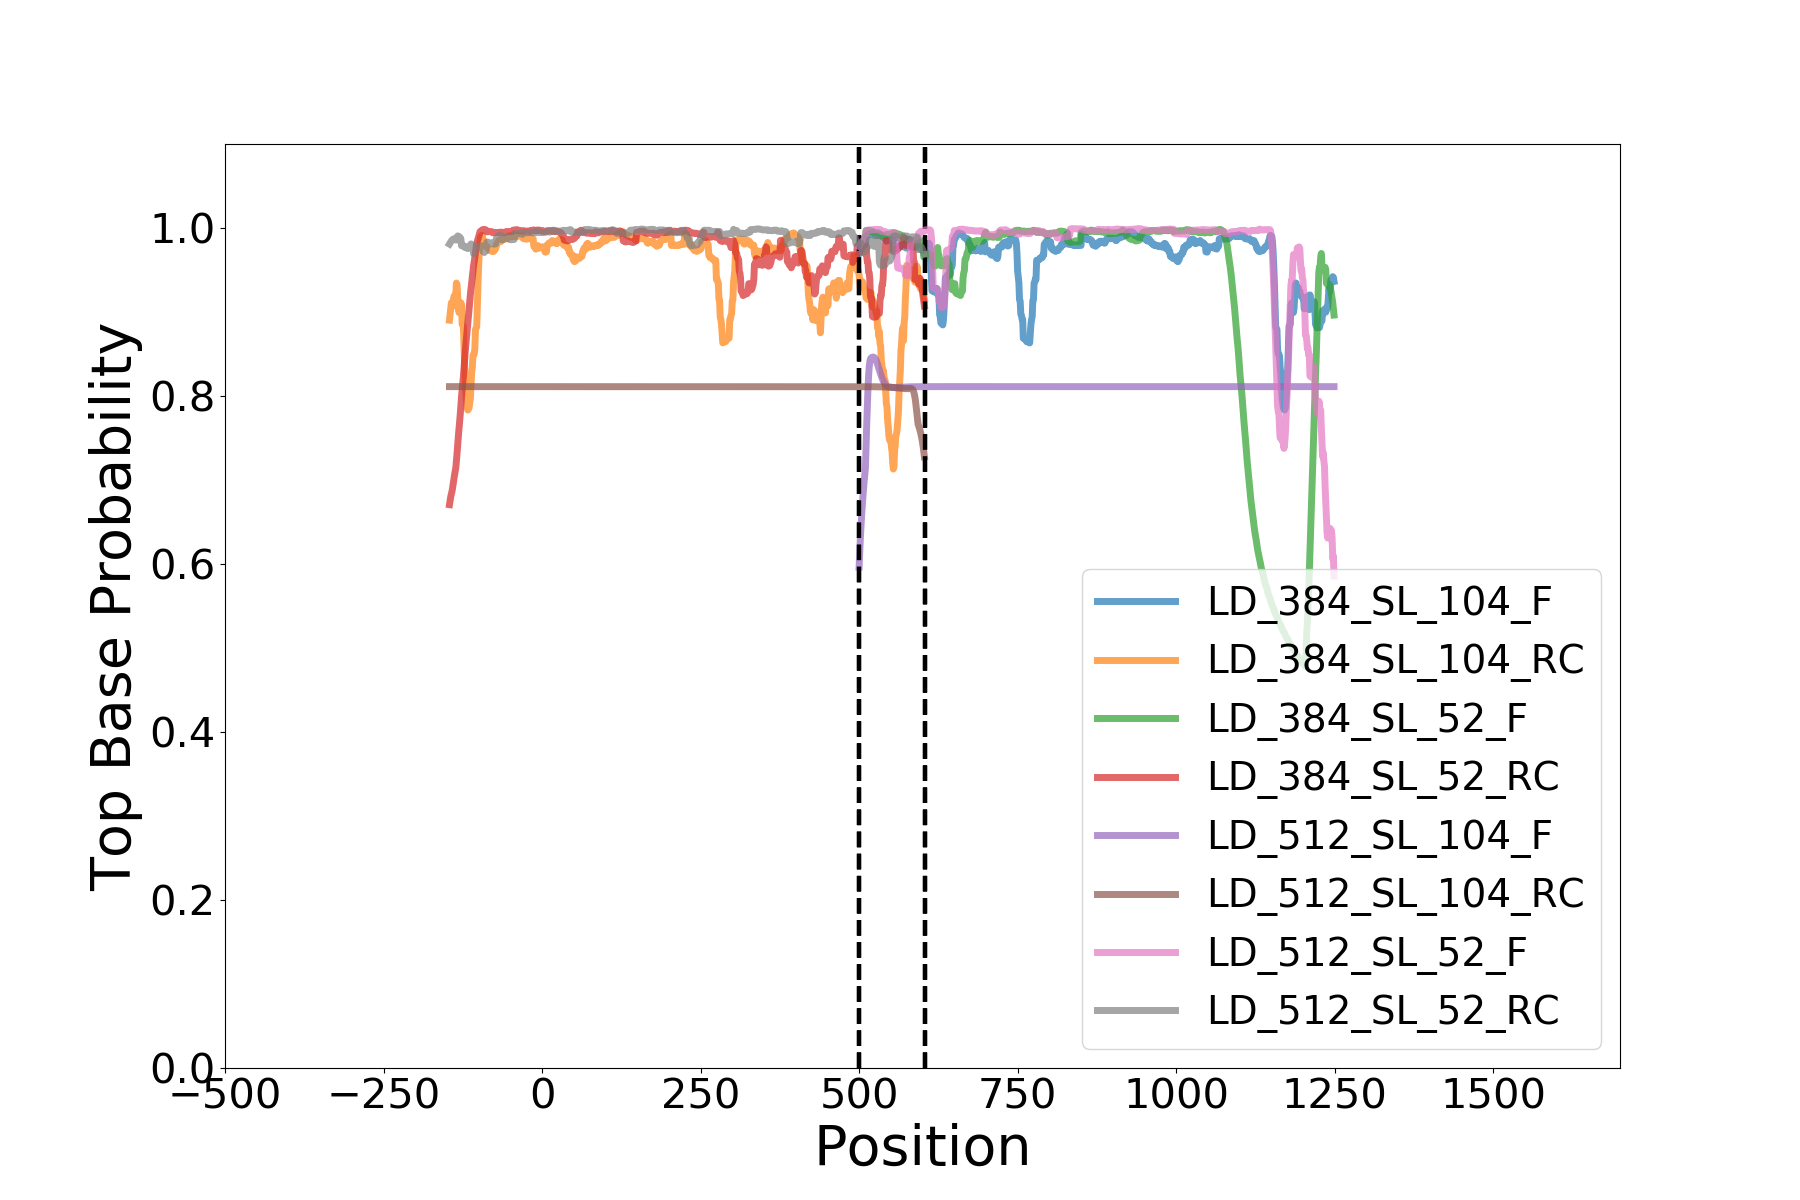 Top Base Probability
1.0
0.8
0.6
0.4
0.2
0.0
−500 −250 0 250 500 750 1000 1250 1500
Position
LD_384_SL_104_F
LD_384_SL_104_RC
LD_384_SL_52_F
LD_384_SL_52_RC
LD_512_SL_104_F
LD_512_SL_104_RC
LD_512_SL_52_F
LD_512_SL_52_RC